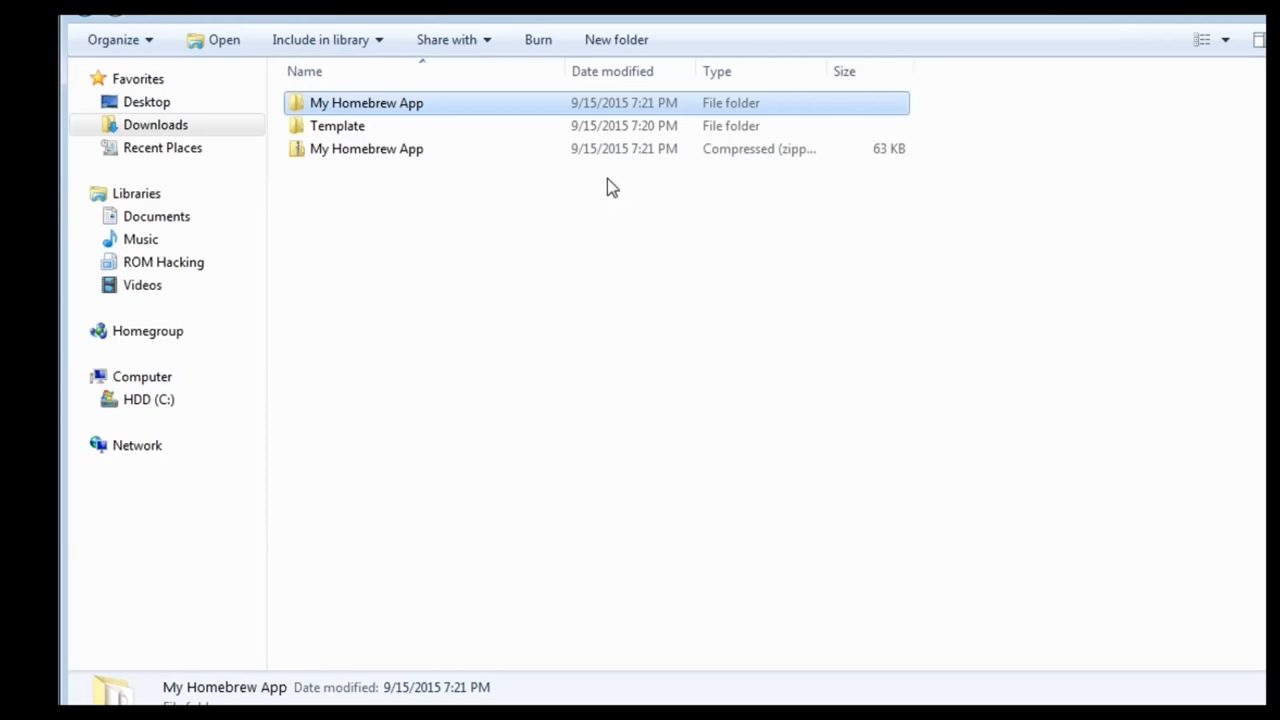 Organize Open Include in library Share with Burn New folder
Name Date modified Type Size
Favorites
Desktop
Downloads
Recent Places
Libraries
Documents
Music
ROM Hacking
Videos
Homegroup
Computer
HDD (C:)
Network
My Homebrew App 9/15/2015 7:21 PM File folder
Template 9/15/2015 7:20 PM File folder
My Homebrew App 9/15/2015 7:21 PM Compressed (zipp... 63 KB
My Homebrew App Date modified: 9/15/2015 7:21 PM